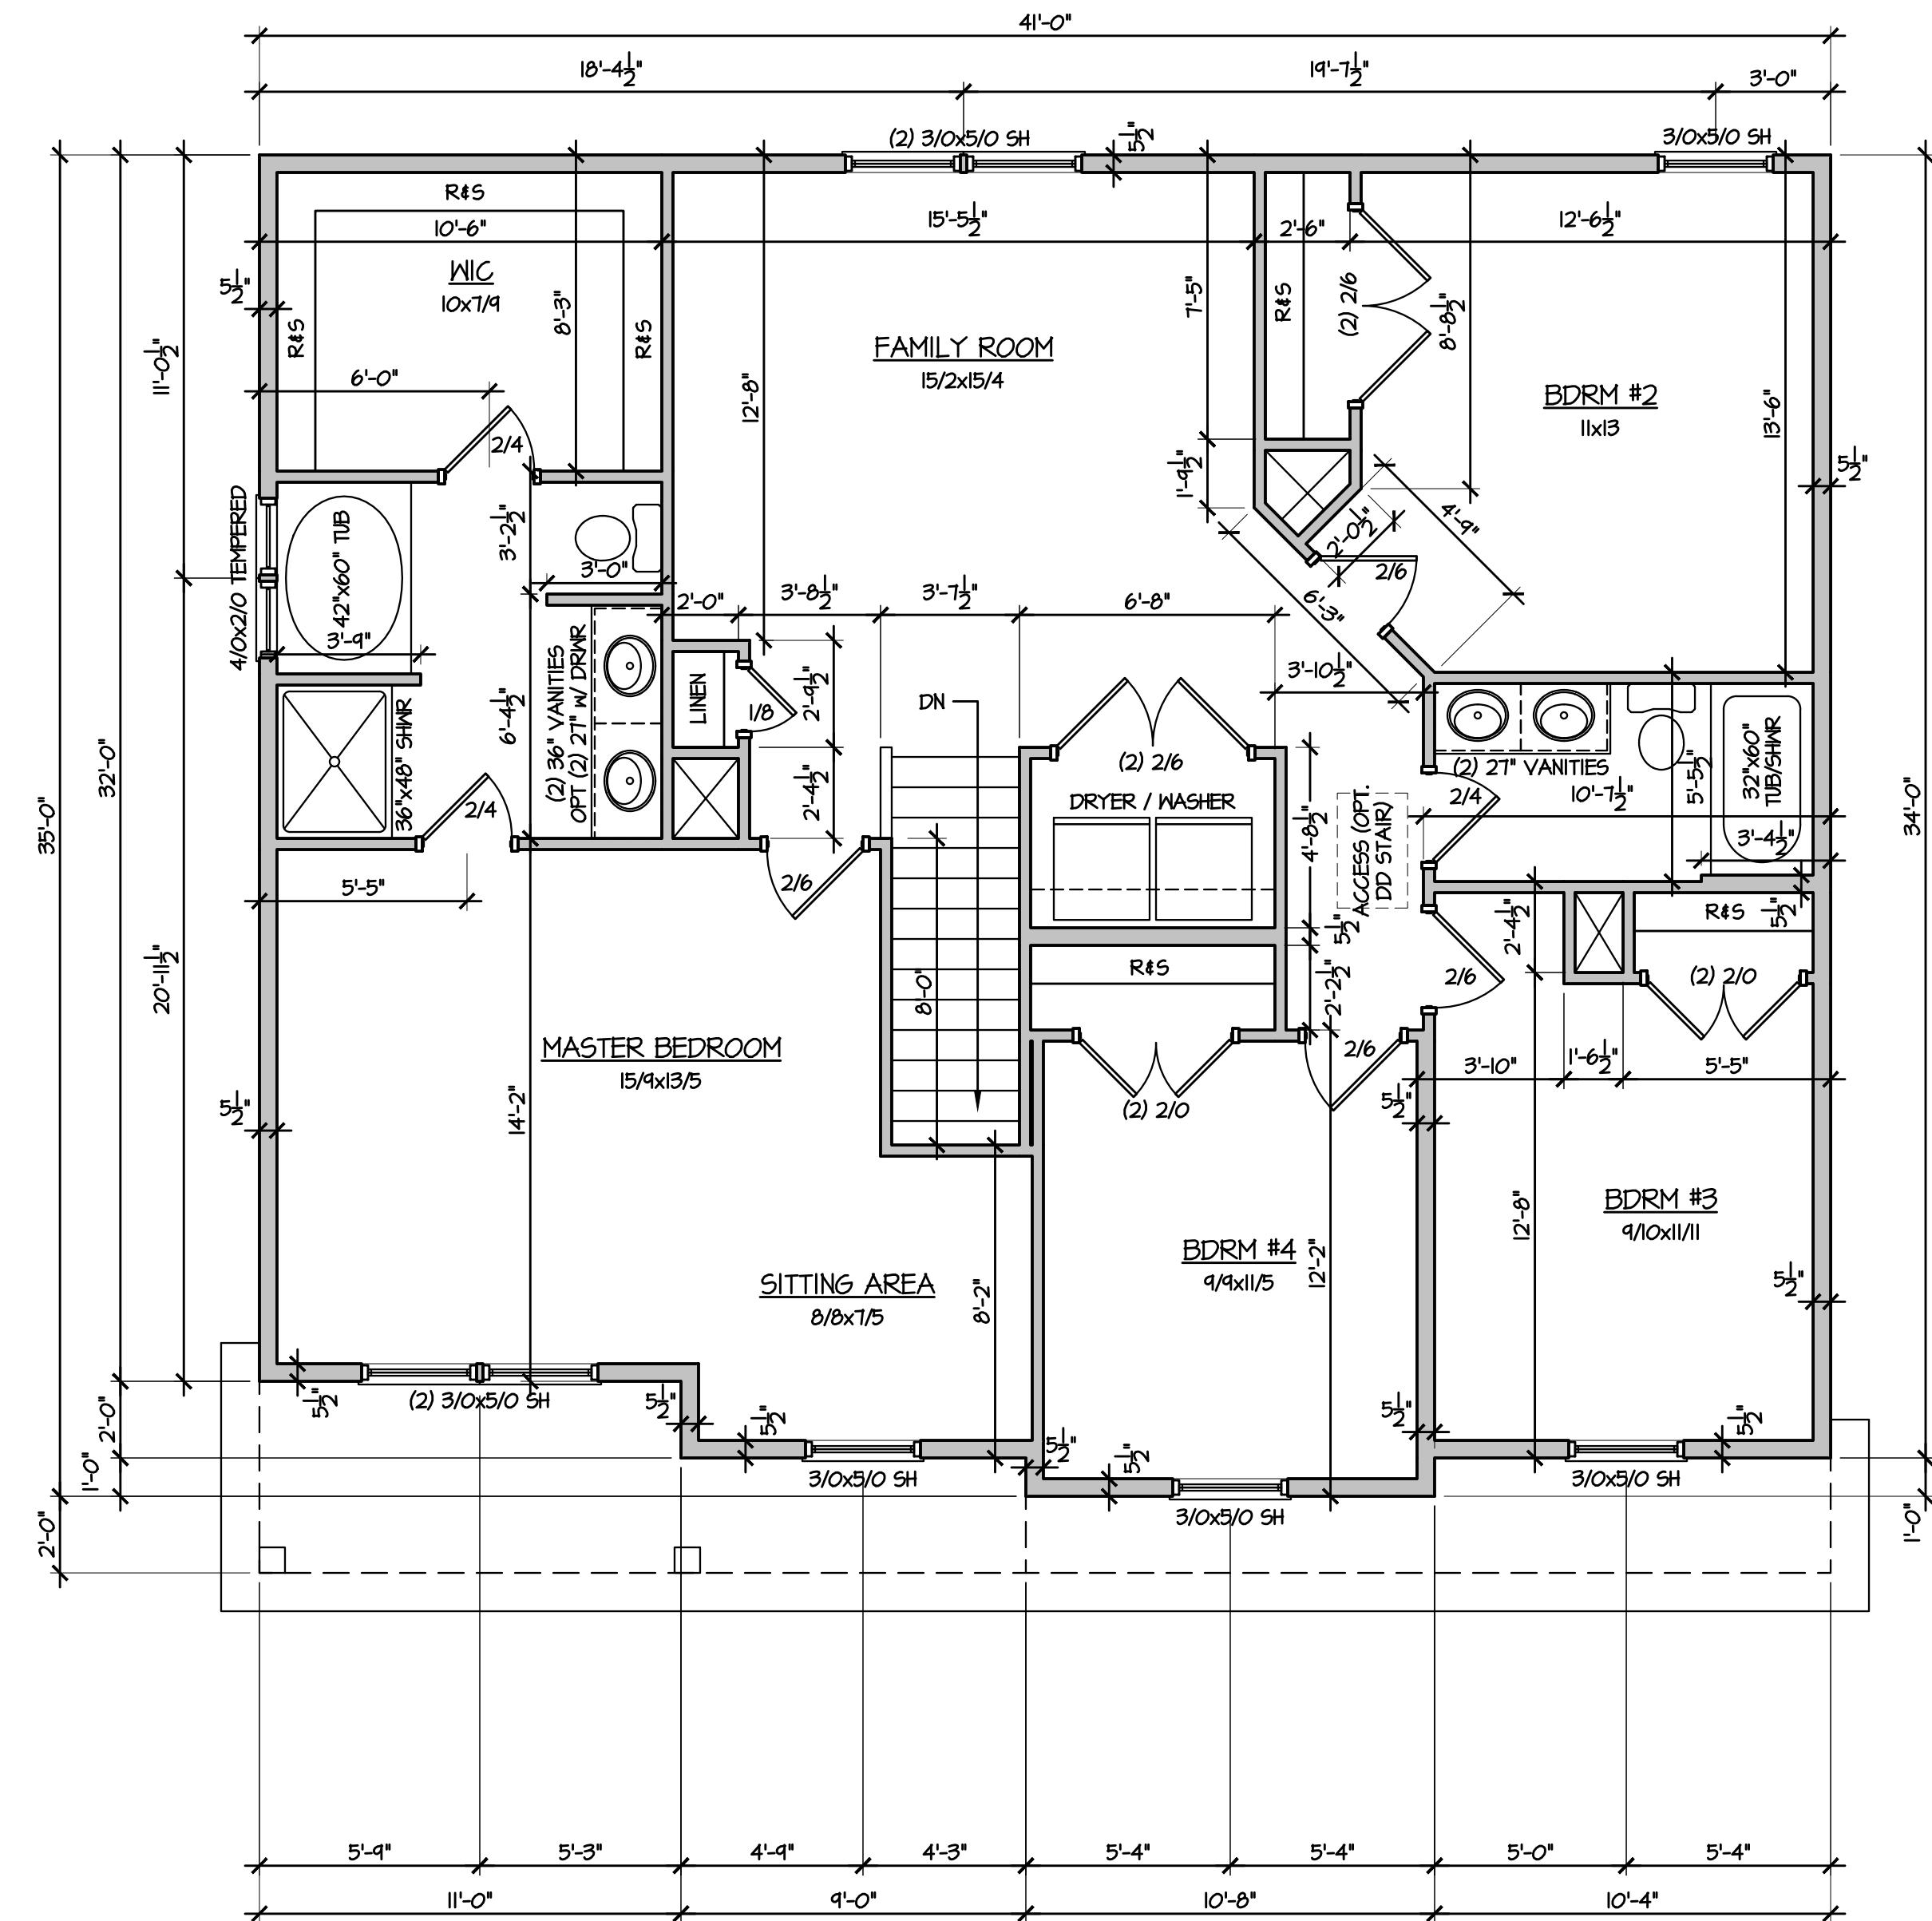 41'-0"
18'-4 1/2"
19'-7 1/2"
3'-0"
(2) 3/0x5/0 SH
5 1/2"
3/0x5/0 SH
R&S
10'-6"
15'-5 1/2"
2'-6"
12'-6 1/2"
WIC
10x7/9
5 1/2"
8'-3"
R&S
R&S
7'-5"
R&S
(2) 2/6
8'-8 1/2"
11'-0 1/2"
FAMILY ROOM
15/2x15/4
6'-0"
12'-8"
BDRM #2
11x13
13'-6"
2/4
1'-9 1/2"
5 1/2"
4/0x2/0 TEMPERED
42"x60" TUB
3'-2 1/2"
3'-0"
2'-0 1/2"
4'-9"
2/6
6'-3"
2'-0"
3'-8 1/2"
3'-7 1/2"
6'-8"
3'-9"
3'-10 1/2"
(2) 36" VANITIES
OPT (2) 27" W/ DRWR
LINEN
1/8
2'-9 1/2"
DN
6'-4 1/2"
36"x48" SHWR
2/4
2'-4 1/2"
(2) 2/6
DRYER / WASHER
(2) 27" VANITIES
5'-5 1/2"
32"x60"
TUB/SHWR
2/4
10'-7 1/2"
3'-4 1/2"
4'-8 1/2"
ACCESS (OPT.
DD STAIR)
32'-0"
35'-0"
34'-0"
5'-5"
2/6
5 1/2"
2'-4 1/2"
R&S
5 1/2"
20'-11 1/2"
8'-0"
R&S
2'-2 1/2"
2/6
(2) 2/0
MASTER BEDROOM
15/9x13/5
2/6
3'-10"
1'-6 1/2"
5'-5"
5 1/2"
14'-2"
(2) 2/0
5 1/2"
BDRM #3
9/10x11/11
12'-8"
BDRM #4
9/9x11/5
12'-2"
SITTING AREA
8/8x7/5
8'-2"
5 1/2"
5 1/2"
(2) 3/0x5/0 SH
5 1/2"
5 1/2"
5 1/2"
5 1/2"
5 1/2"
5 1/2"
2'-0"
1'-0"
3/0x5/0 SH
3/0x5/0 SH
3/0x5/0 SH
2'-0"
1'-0"
5'-9"
5'-3"
4'-9"
4'-3"
5'-4"
5'-4"
5'-0"
5'-4"
11'-0"
9'-0"
10'-8"
10'-4"